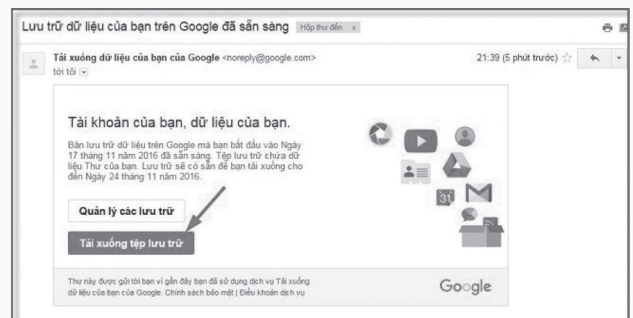 Lưu trữ dữ liệu của bạn trên Google đã sẵn sàng Hộp thư đến x
Tải xuống dữ liệu của bạn của Google <noreply@google.com> 21:39 (5 phút trước)
tới tôi
Tài khoản của bạn, dữ liệu của bạn.
Bản lưu trữ dữ liệu trên Google mà bạn bắt đầu vào Ngày
17 tháng 11 năm 2016 đã sẵn sàng. Tệp lưu trữ chứa dữ
liệu Thư của bạn. Lưu trữ sẽ có sẵn để bạn tải xuống cho
đến Ngày 24 tháng 11 năm 2016.
31
Quản lý các lưu trữ
Tải xuống tệp lưu trữ
Thư này được gửi tới bạn vì gần đây bạn đã sử dụng dịch vụ Tải xuống
dữ liệu của bạn của Google. Chính sách bảo mật | Điều khoản dịch vụ
Google